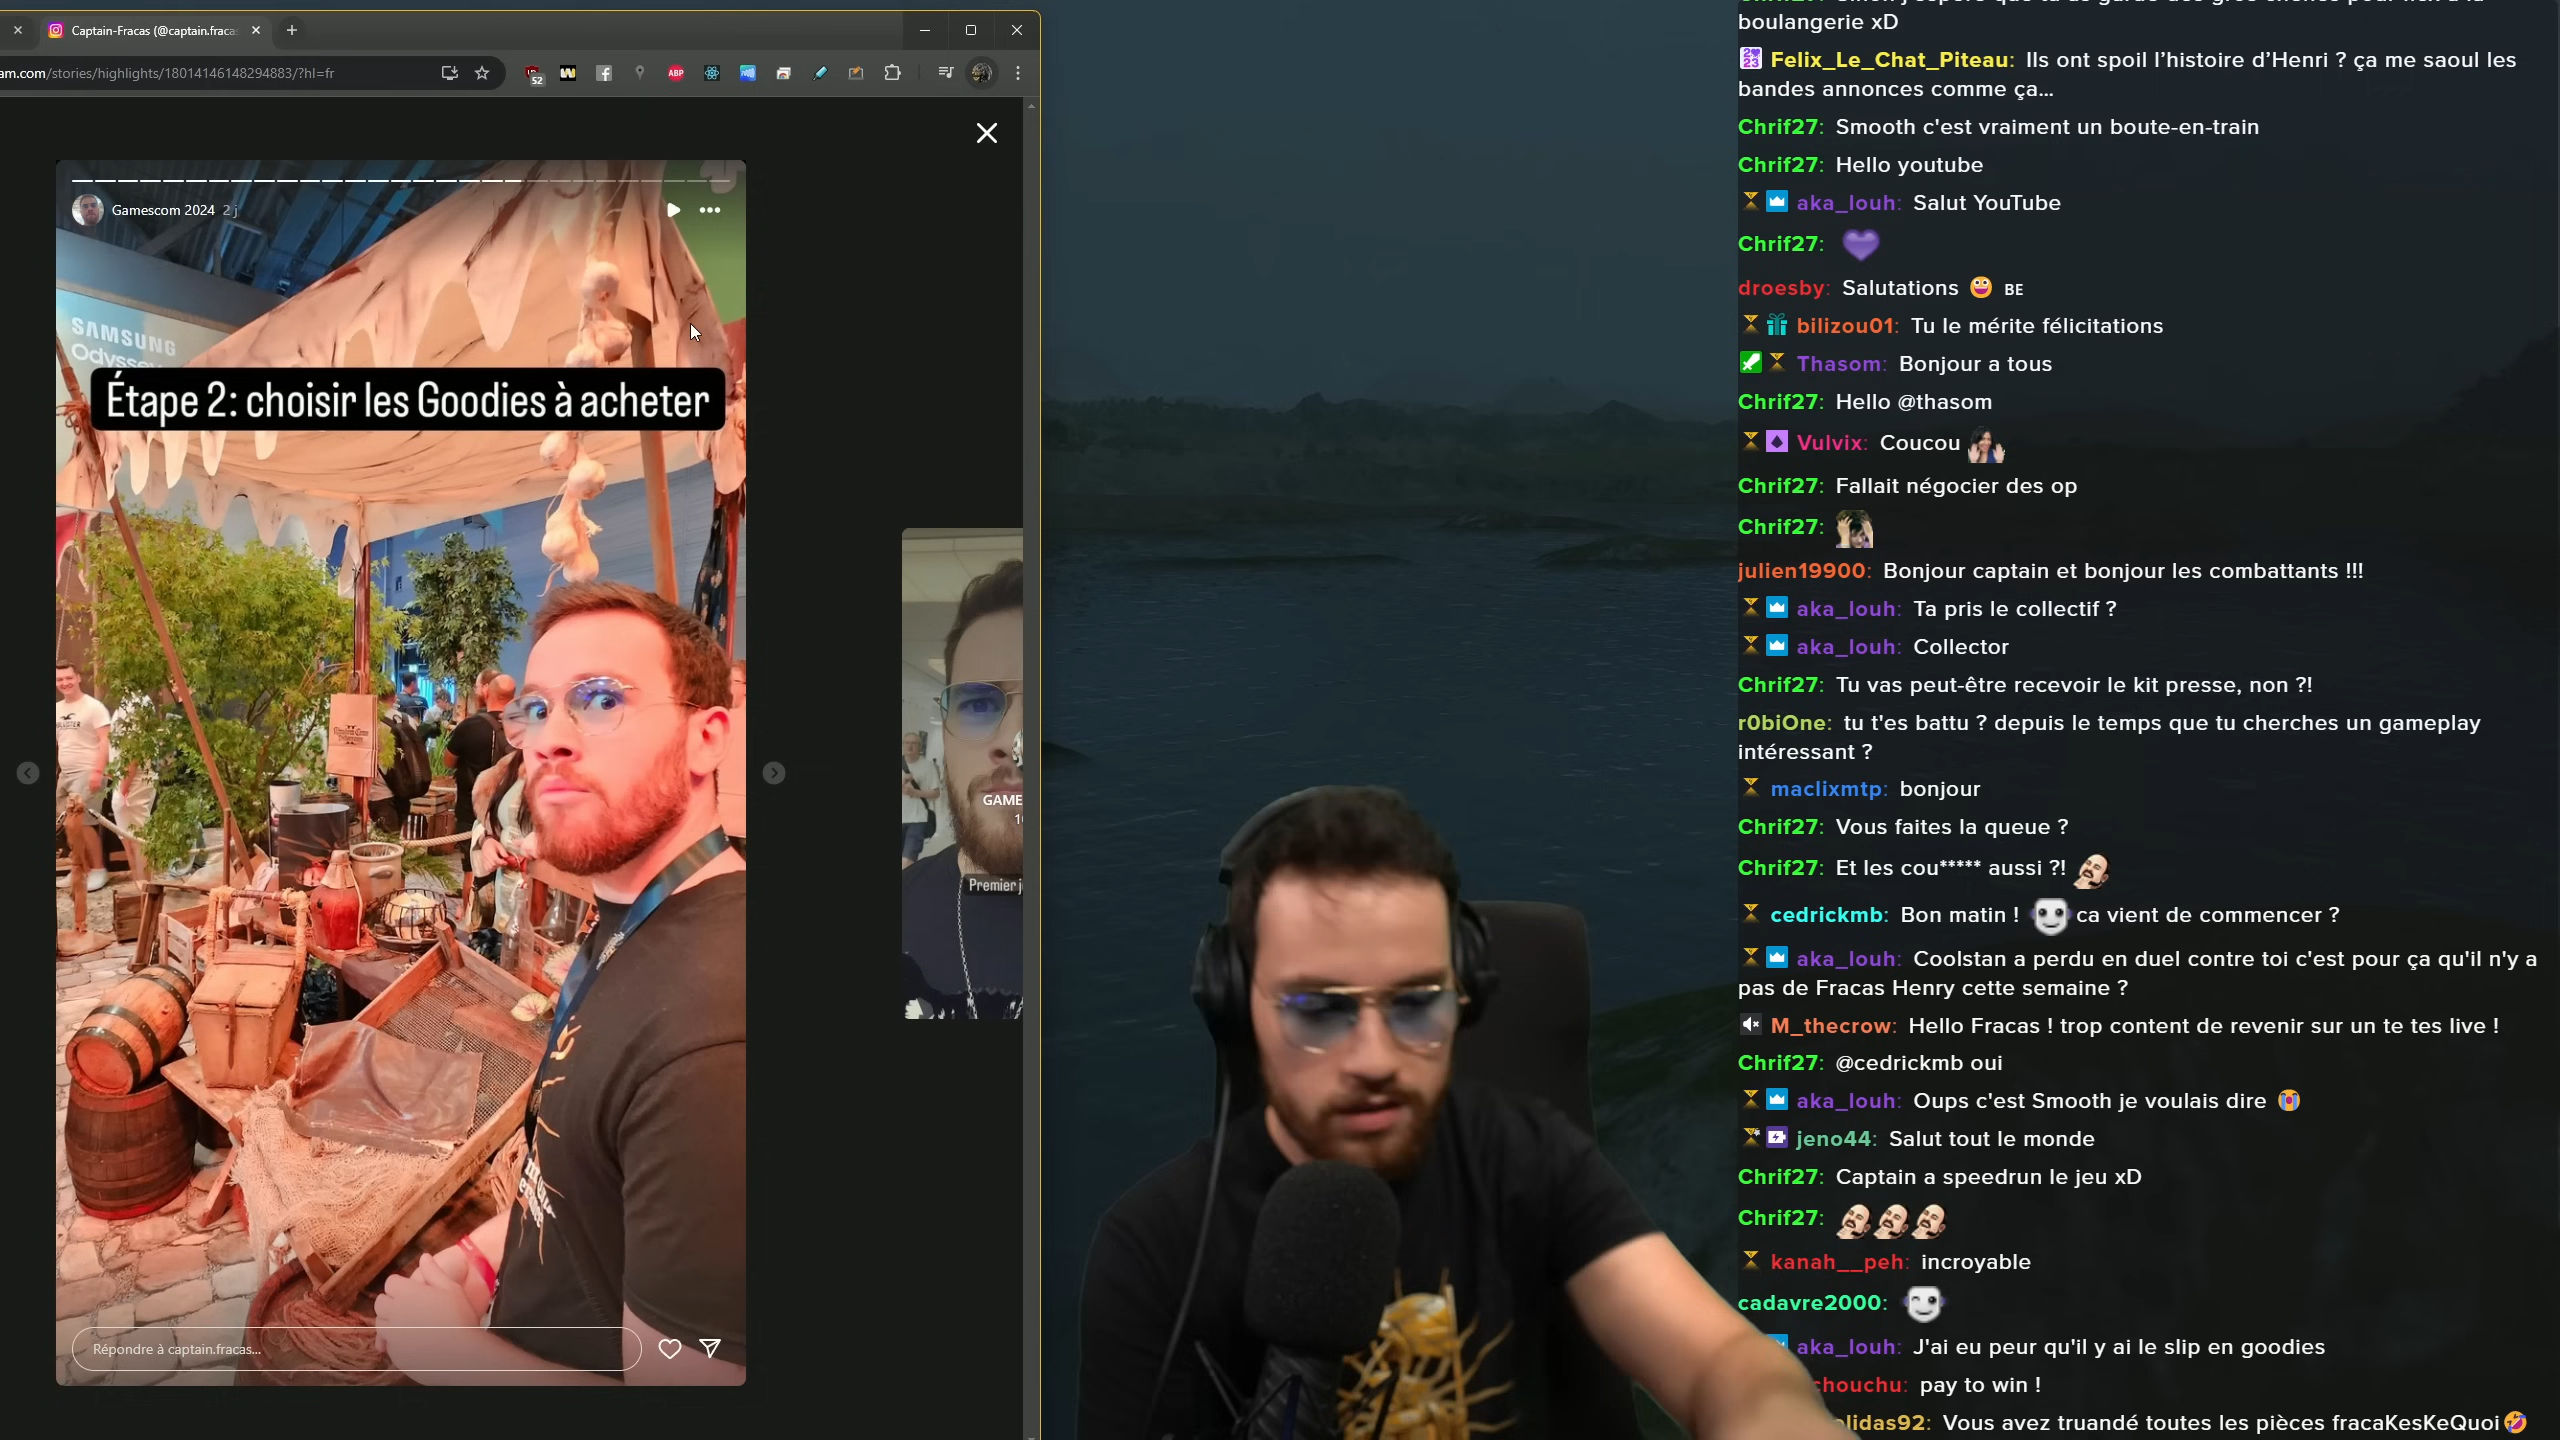 Captain-Fracas (@captain.fracas
am.com/stories/highlights/18014146148294883/?hl=fr
52
ABP
Gamescom 2024 2 j
SAMSUNG
Odyssey
Étape 2: choisir les Goodies à acheter
GAME
Premier j
Répondre à captain.fracas...
boulangerie xD
Felix_Le_Chat_Piteau: Ils ont spoil l’histoire d’Henri ? ça me saoul les
bandes annonces comme ça...
Chrif27: Smooth c'est vraiment un boute-en-train
Chrif27: Hello youtube
aka_louh: Salut YouTube
Chrif27: 💜
droesby: Salutations 😀 BE
bilizou01: Tu le mérite félicitations
Thasom: Bonjour a tous
Chrif27: Hello @thasom
Vulvix: Coucou
Chrif27: Fallait négocier des op
Chrif27:
julien19900: Bonjour captain et bonjour les combattants !!!
aka_louh: Ta pris le collectif ?
aka_louh: Collector
Chrif27: Tu vas peut-être recevoir le kit presse, non ?!
r0biOne: tu t'es battu ? depuis le temps que tu cherches un gameplay
intéressant ?
maclixmtp: bonjour
Chrif27: Vous faites la queue ?
Chrif27: Et les cou***** aussi ?!
cedrickmb: Bon matin ! ca vient de commencer ?
aka_louh: Coolstan a perdu en duel contre toi c'est pour ça qu'il n'y a
pas de Fracas Henry cette semaine ?
M_thecrow: Hello Fracas ! trop content de revenir sur un te tes live !
Chrif27: @cedrickmb oui
aka_louh: Oups c'est Smooth je voulais dire 😭
jeno44: Salut tout le monde
Chrif27: Captain a speedrun le jeu xD
Chrif27:
kanah__peh: incroyable
cadavre2000:
aka_louh: J'ai eu peur qu'il y ai le slip en goodies
chouchu: pay to win !
olidas92: Vous avez truandé toutes les pièces fracaKesKeQuoi🤣